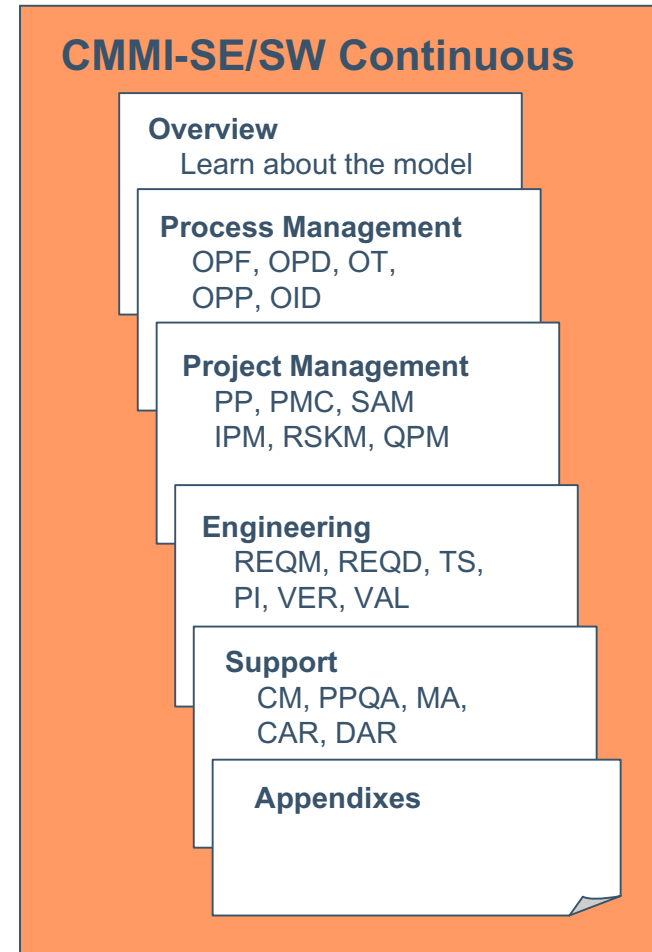 CMMI-SE/SW Continuous
Overview
Learn about the model
Process Management
OPF, OPD, OT,
OPP, OID
Project Management
PP, PMC, SAM
IPM, RSKM, QPM
Engineering
REQM, REQD, TS,
PI, VER, VAL
Support
CM, PPQA, MA,
CAR, DAR
Appendixes